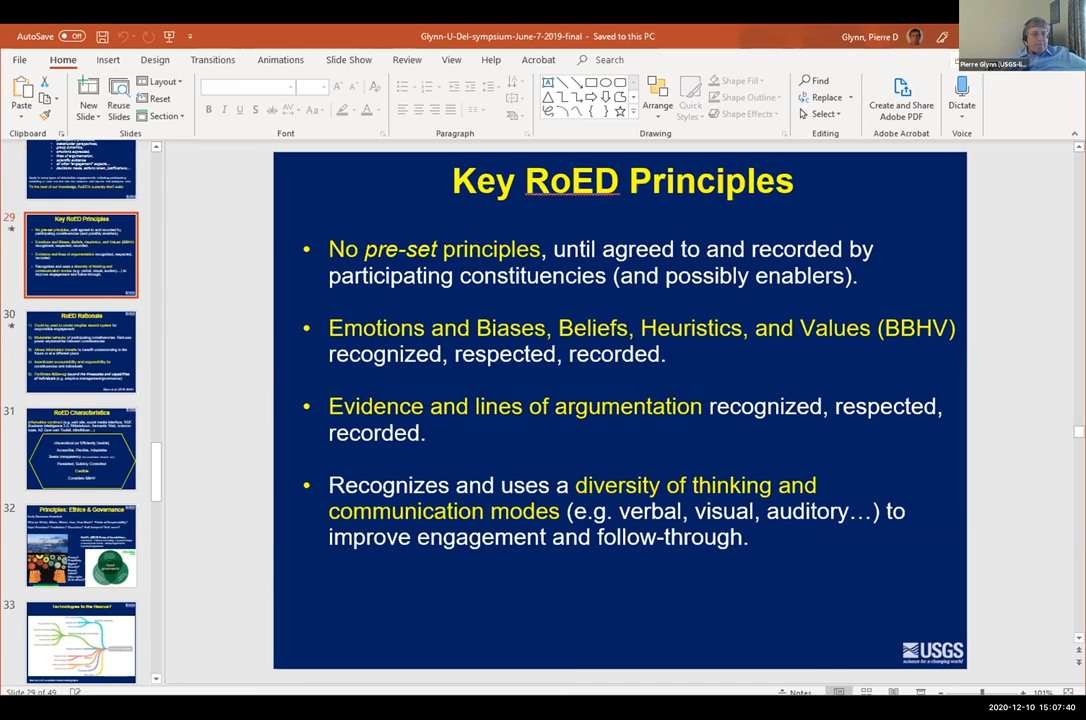 AutoSave Off
Glynn-U-Del-symposium-June-7-2019-final - Saved to this PC
Glynn, Pierre D
File Home Insert Design Transitions Animations Slide Show Review View Help Acrobat Search
Paste
New Slide
Reuse Slides
Layout
Reset
Section
Arrange
Quick Styles
Shape Fill
Shape Outline
Shape Effects
Find
Replace
Select
Create and Share Adobe PDF
Dictate
Clipboard Slides Font Paragraph Drawing Editing Adobe Acrobat Voice
29
Key RoED Principles
30
RoED Rationale
31
RoED Characteristics
32
Principles: Ethics & Governance
33
Technologies to the Rescue?
Key RoED Principles
• No pre-set principles, until agreed to and recorded by
participating constituencies (and possibly enablers).
• Emotions and Biases, Beliefs, Heuristics, and Values (BBHV)
recognized, respected, recorded.
• Evidence and lines of argumentation recognized, respected,
recorded.
• Recognizes and uses a diversity of thinking and
communication modes (e.g. verbal, visual, auditory…) to
improve engagement and follow-through.
USGS
science for a changing world
Slide 29 of 49
Notes
101%
2020-12-10 15:07:40